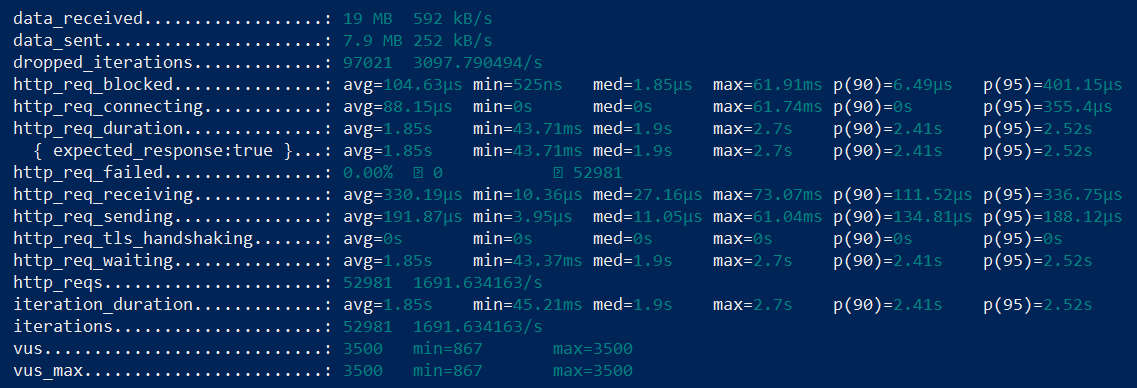 data_received..................: 19 MB  592 kB/s
data_sent......................: 7.9 MB 252 kB/s
dropped_iterations.............: 97021  3097.790494/s
http_req_blocked...............: avg=104.63µs min=525ns   med=1.85µs  max=61.91ms p(90)=6.49µs   p(95)=401.15µs
http_req_connecting............: avg=88.15µs  min=0s      med=0s      max=61.74ms p(90)=0s       p(95)=355.4µs
http_req_duration..............: avg=1.85s    min=43.71ms med=1.9s    max=2.7s    p(90)=2.41s    p(95)=2.52s
  { expected_response:true }...: avg=1.85s    min=43.71ms med=1.9s    max=2.7s    p(90)=2.41s    p(95)=2.52s
http_req_failed................: 0.00%  0           52981
http_req_receiving.............: avg=330.19µs min=10.36µs med=27.16µs max=73.07ms p(90)=111.52µs p(95)=336.75µs
http_req_sending...............: avg=191.87µs min=3.95µs  med=11.05µs max=61.04ms p(90)=134.81µs p(95)=188.12µs
http_req_tls_handshaking.......: avg=0s       min=0s      med=0s      max=0s      p(90)=0s       p(95)=0s
http_req_waiting...............: avg=1.85s    min=43.37ms med=1.9s    max=2.7s    p(90)=2.41s    p(95)=2.52s
http_reqs......................: 52981  1691.634163/s
iteration_duration.............: avg=1.85s    min=45.21ms med=1.9s    max=2.7s    p(90)=2.41s    p(95)=2.52s
iterations.....................: 52981  1691.634163/s
vus............................: 3500   min=867       max=3500
vus_max........................: 3500   min=867       max=3500